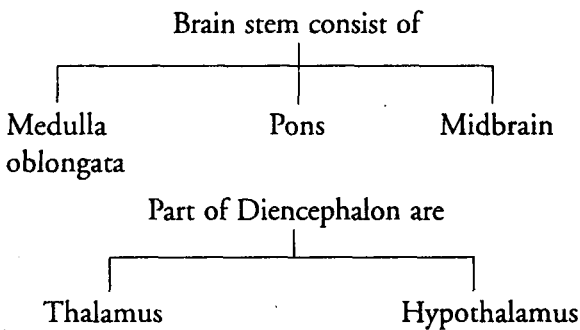 Brain stem consist of
Medulla oblongata
Pons
Midbrain
Part of Diencephalon are
Thalamus
Hypothalamus